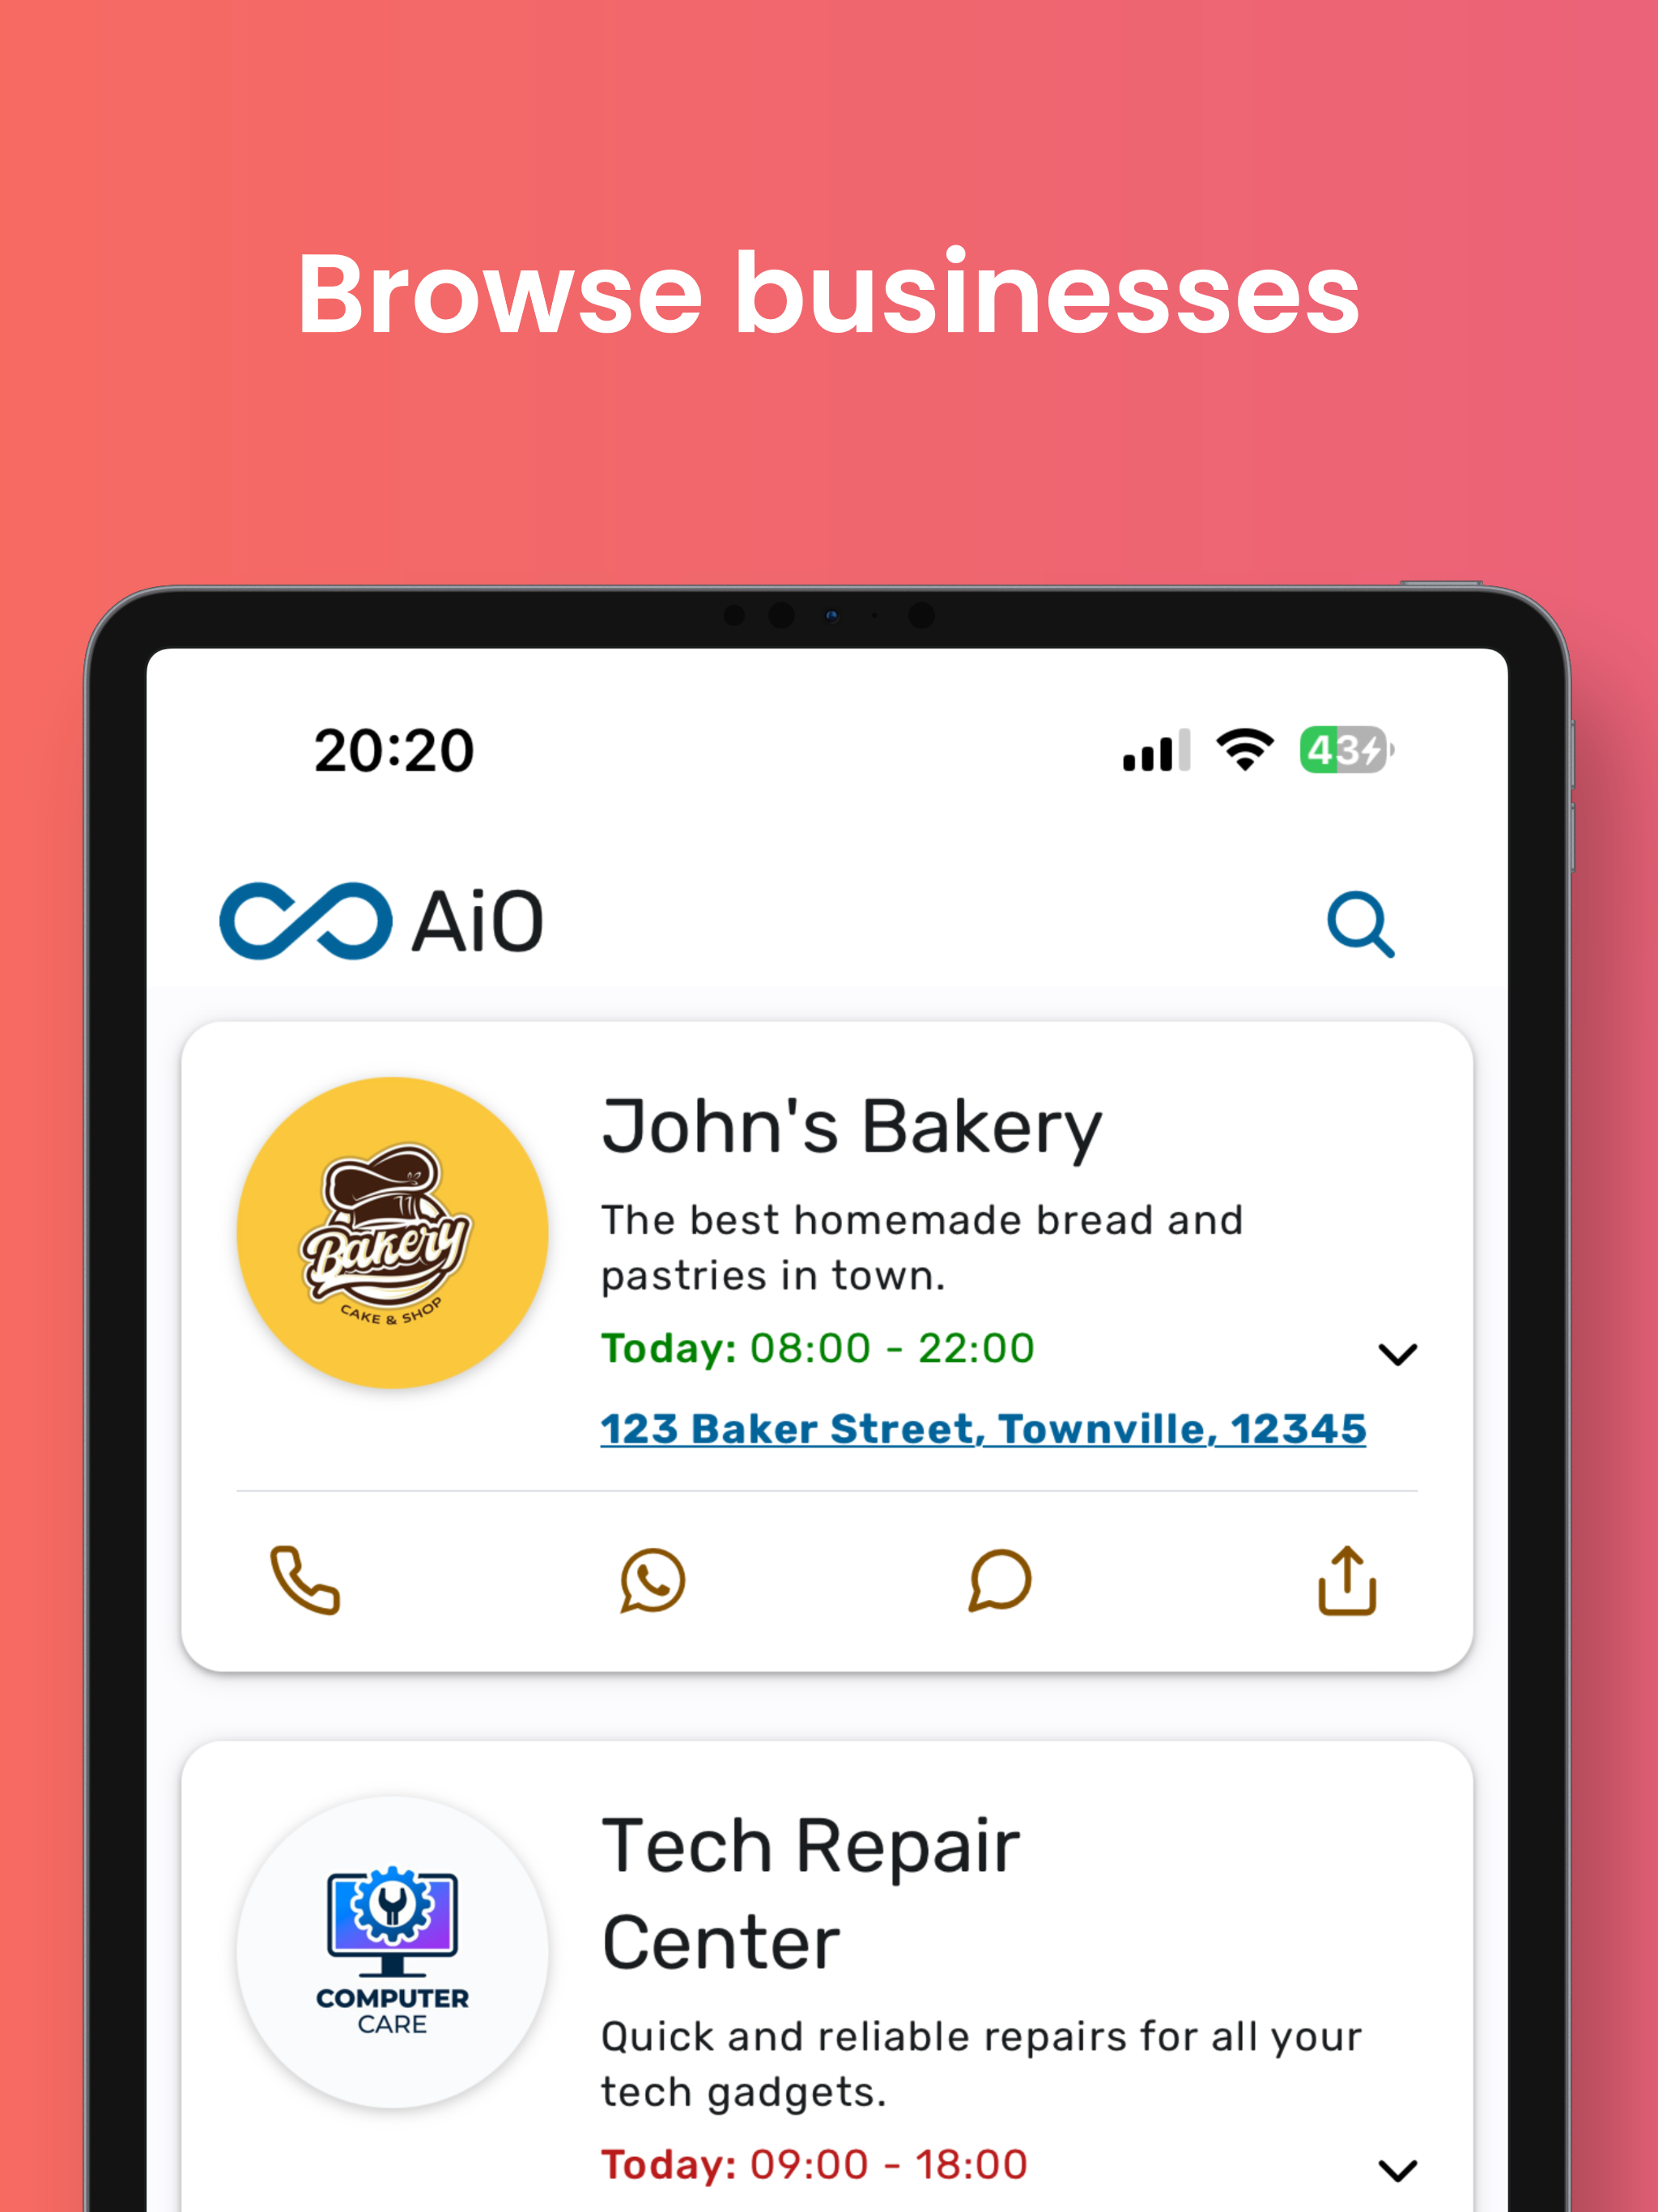 Browse businesses
20:20
43
AiO
John's Bakery
Bakery
CAKE & SHOP
The best homemade bread and
pastries in town.
Today: 08:00 - 22:00
123 Baker Street, Townville, 12345
Tech Repair
Center
COMPUTER
CARE
Quick and reliable repairs for all your
tech gadgets.
Today: 09:00 - 18:00